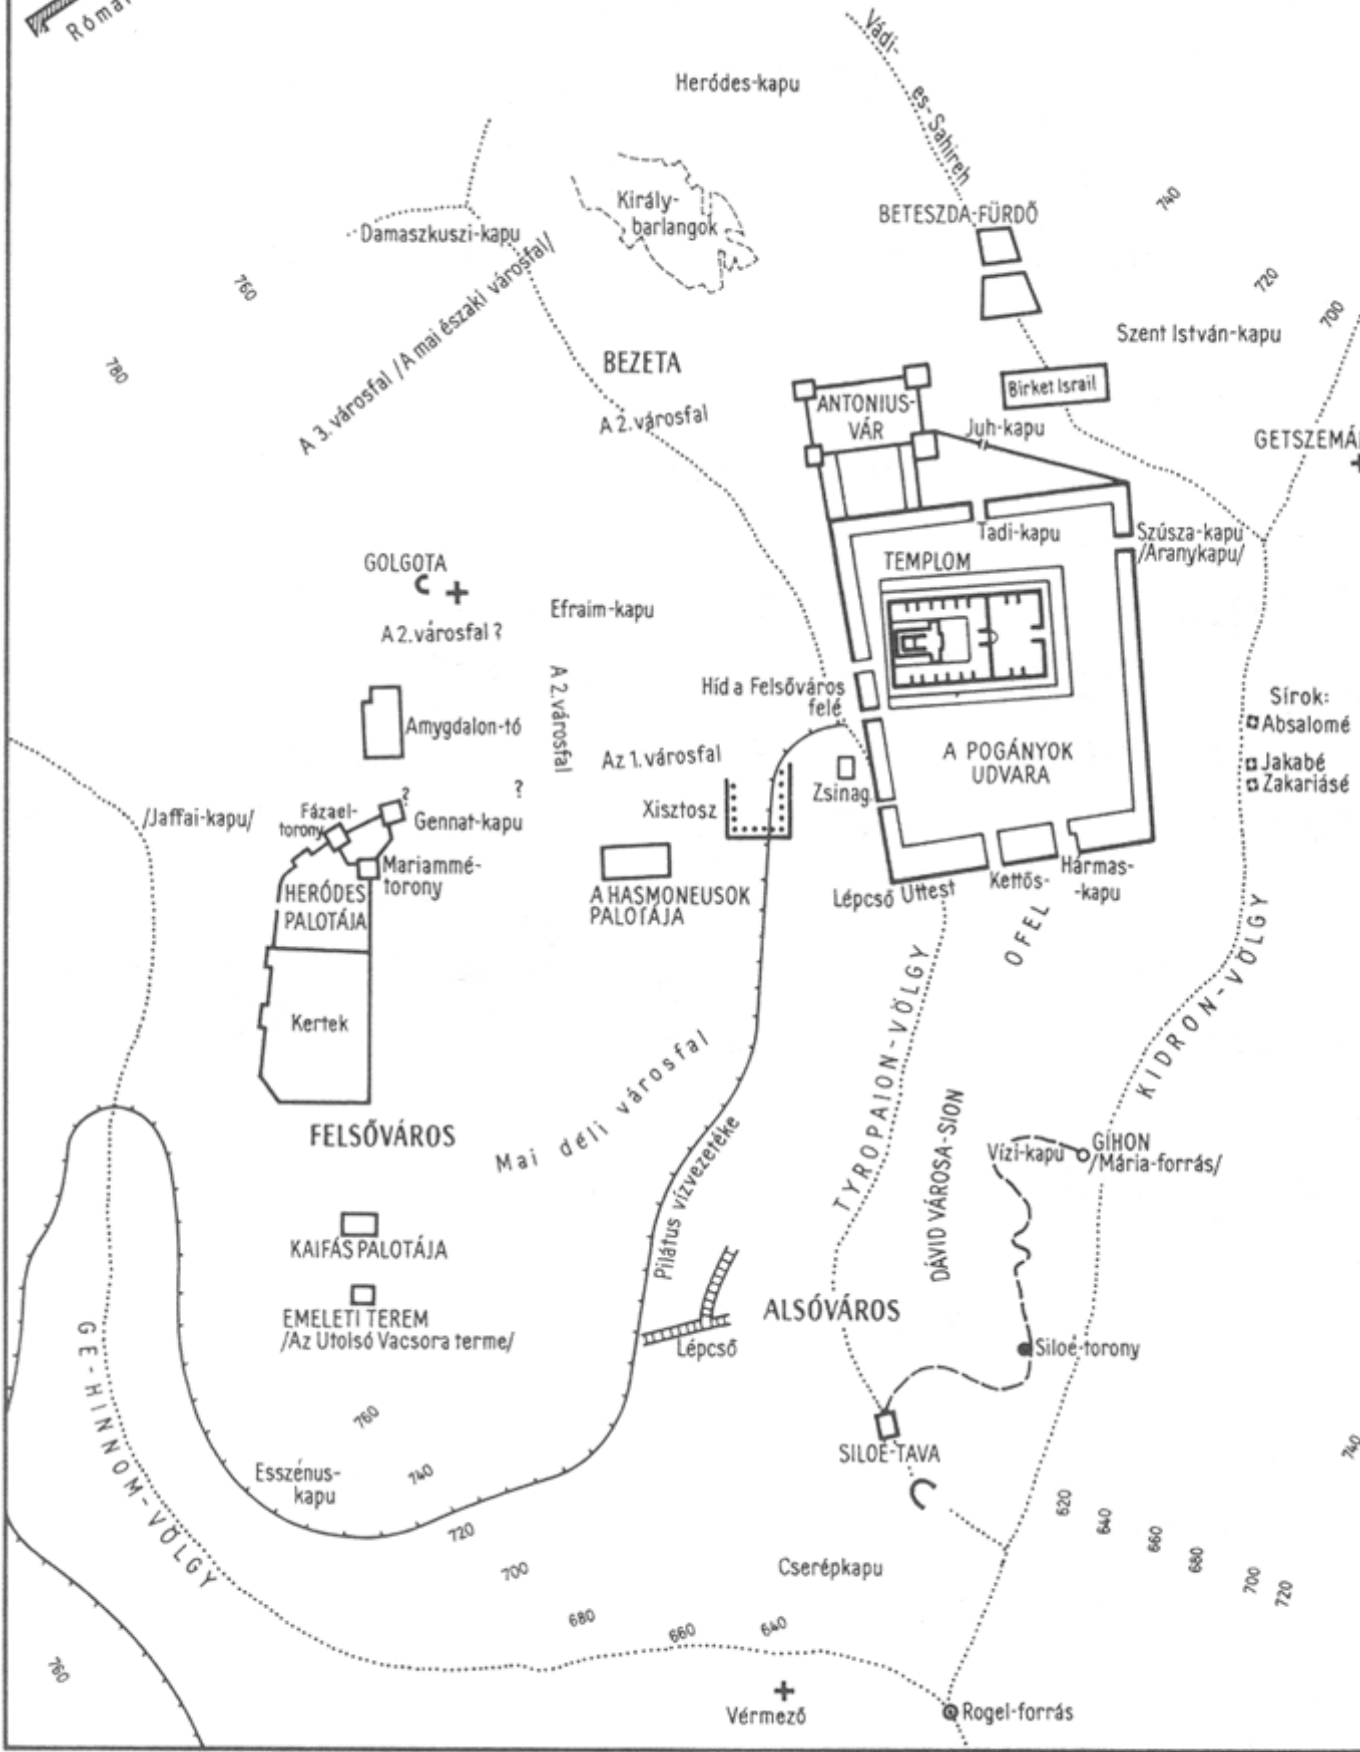 Vádi-
es-Sahireh
Heródes-kapu
Király-
barlangok
BETESZDA-FÜRDŐ
740
Damaszkuszi-kapu
760
720
700
A 3. városfal /A mai északi városfal/
Szent István-kapu
780
BEZETA
Birket Israil
ANTONIUS-
VÁR
A 2. városfal
Juh-kapu
Tadi-kapu
Szúsza-kapu
/Aranykapu/
GOLGOTA
TEMPLOM
A 2. városfal ?
Efraim-kapu
A 2. városfal
Híd a Felsőváros
felé
Sírok:
Absalomé
Amygdalon-tó
Az 1. városfal
A POGÁNYOK
UDVARA
Jakabé
Zakariásé
?
?
Zsinag.
Xisztosz
/Jaffai-kapu/
Fázael-
torony
Gennat-kapu
Mariammé-
torony
HERÓDES
PALOTÁJA
A HASMONEUSOK
PALOTÁJA
Lépcső
Uttest
Kettős-
Hármas-
-kapu
OFEL
Kertek
TYROPAION-VÖLGY
KIDRON-VÖLGY
Mai déli városfal
FELSŐVÁROS
Pilátus vízvezetéke
DÁVID VÁROSA-SION
Vízi-kapu
GÍHON
/Mária-forrás/
KAIFÁS PALOTÁJA
EMELETI TEREM
/Az Utolsó Vacsora terme/
Lépcső
ALSÓVÁROS
Siloé-torony
GE-HINNOM-VÖLGY
SILOÉ-TAVA
Esszénus-
kapu
760
740
720
700
680
660
640
620
640
660
680
700
720
740
Cserépkapu
760
Vérmező
Rogel-forrás